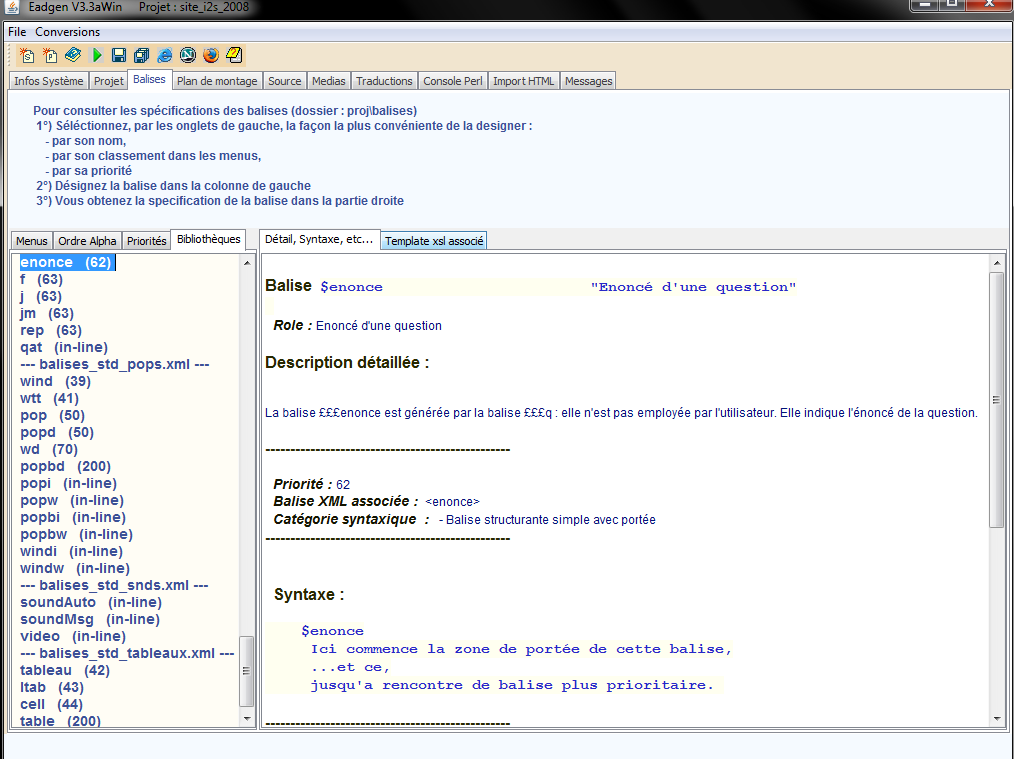 Eadgen V3.3aWin Projet : site_i2s_2008
File Conversions
Infos Système Projet Balises Plan de montage Source Medias Traductions Console Perl Import HTML Messages
Pour consulter les spécifications des balises (dossier : proj\balises)
1°) Séléctionnez, par les onglets de gauche, la façon la plus convéniente de la designer :
- par son nom,
- par son classement dans les menus,
- par sa priorité
2°) Désignez la balise dans la colonne de gauche
3°) Vous obtenez la specification de la balise dans la partie droite
Menus Ordre Alpha Priorités Bibliothèques
enonce (62)
f (63)
j (63)
jm (63)
rep (63)
qat (in-line)
--- balises_std_pops.xml ---
wind (39)
wtt (41)
pop (50)
popd (50)
wd (70)
popbd (200)
popi (in-line)
popw (in-line)
popbi (in-line)
popbw (in-line)
windi (in-line)
windw (in-line)
--- balises_std_snds.xml ---
soundAuto (in-line)
soundMsg (in-line)
video (in-line)
--- balises_std_tableaux.xml ---
tableau (42)
ltab (43)
cell (44)
table (200)
Détail, Syntaxe, etc... Template xsl associé
Balise $enonce "Enoncé d'une question"
Role : Enoncé d'une question
Description détaillée :
La balise £££enonce est générée par la balise £££q : elle n'est pas employée par l'utilisateur. Elle indique l'énoncé de la question.
-------------------------------------------------
Priorité : 62
Balise XML associée : <enonce>
Catégorie syntaxique : - Balise structurante simple avec portée
-------------------------------------------------
Syntaxe :
$enonce
Ici commence la zone de portée de cette balise,
...et ce,
jusqu'a rencontre de balise plus prioritaire.
-------------------------------------------------